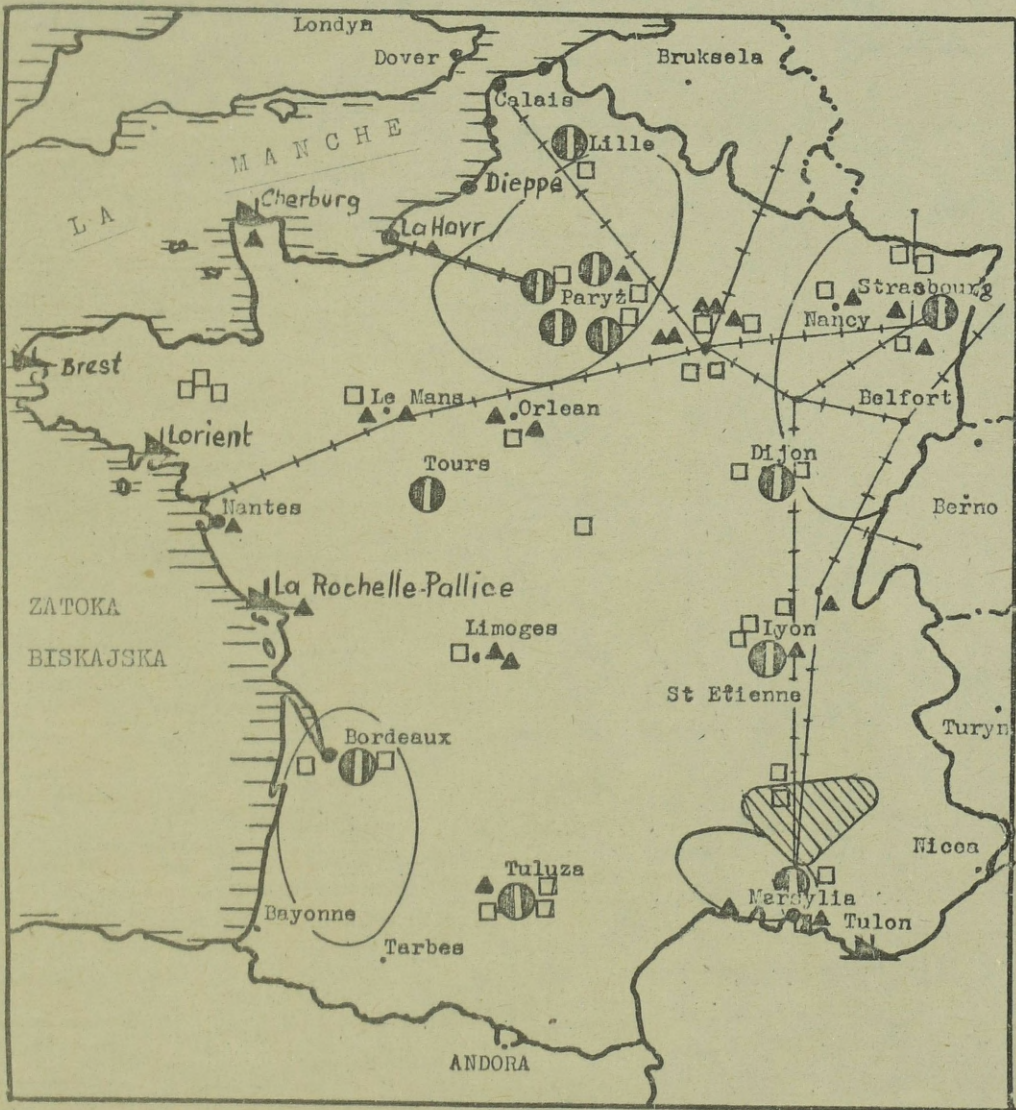 Londyn
Dover
Bruksela
Calais
Lille
LA MANCHE
Dieppe
Cherburg
La Havr
Paryż
Strasbourg
Nancy
Brest
Le Mans
Orlean
Belfort
Lorient
Tours
Dijon
Nantes
Berno
La Rochelle-Pallice
ZATOKA
BISKAJSKA
Limoges
Lyon
St Etienne
Turyn
Bordeaux
Nicea
Tuluza
Marsylia
Bayonne
Tulon
Tarbes
ANDORA